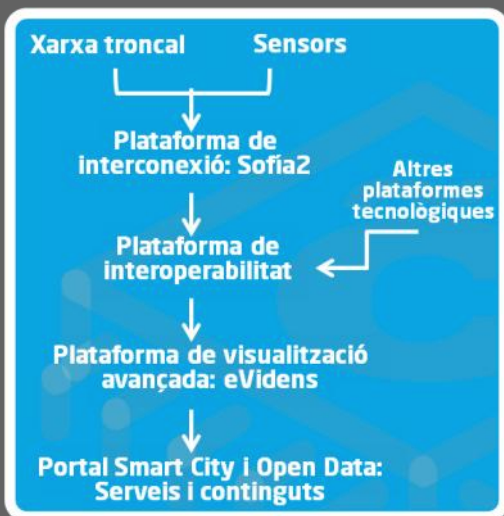 Xarxa troncal
Sensors
Plataforma de
interconexió: Sofía2
Altres
plataformes
tecnològiques
Plataforma de
interoperabilitat
Plataforma de visualització
avançada: eVidens
Portal Smart City i Open Data:
Serveis i continguts